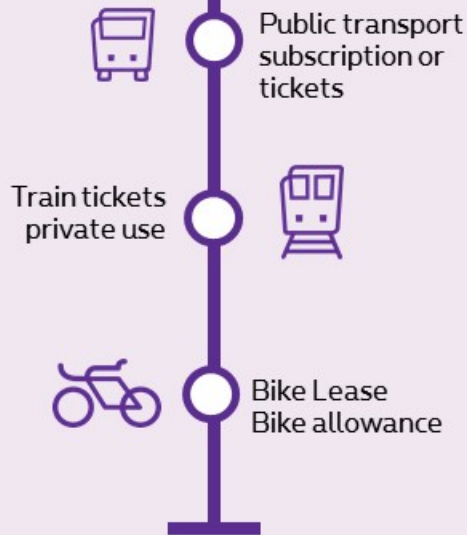 Public transport
subscription or
tickets
Train tickets
private use
Bike Lease
Bike allowance